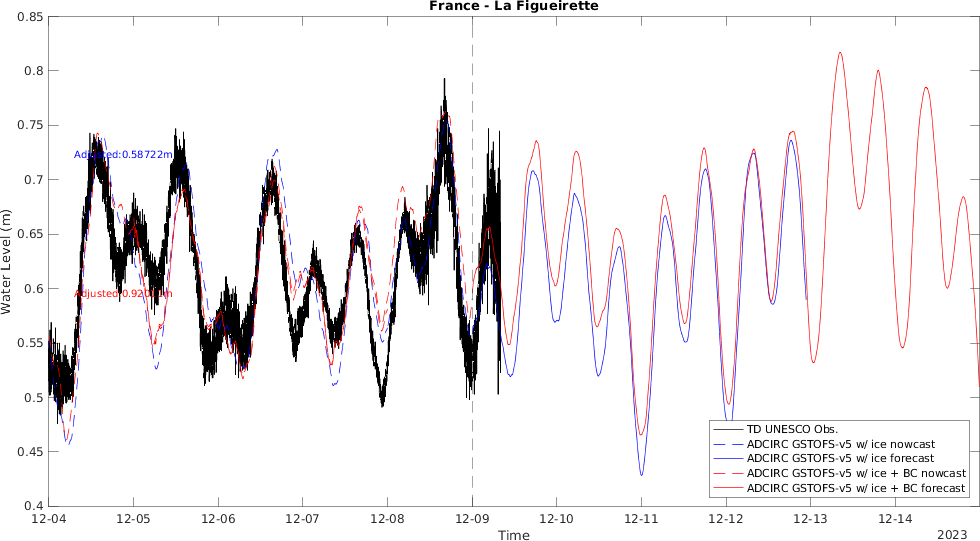 France - La Figueirette
0.85
0.8
0.75
0.7
0.65
0.6
0.55
0.5
0.45
0.4
Water Level (m)
Adjusted:0.58722m
TD UNESCO Obs.
ADCIRC GSTOFS-v5 w/ ice nowcast
ADCIRC GSTOFS-v5 w/ ice forecast
ADCIRC GSTOFS-v5 w/ ice + BC nowcast
ADCIRC GSTOFS-v5 w/ ice + BC forecast
12-04 12-05 12-06 12-07 12-08 12-09 12-10 12-11 12-12 12-13 12-14
Time
2023